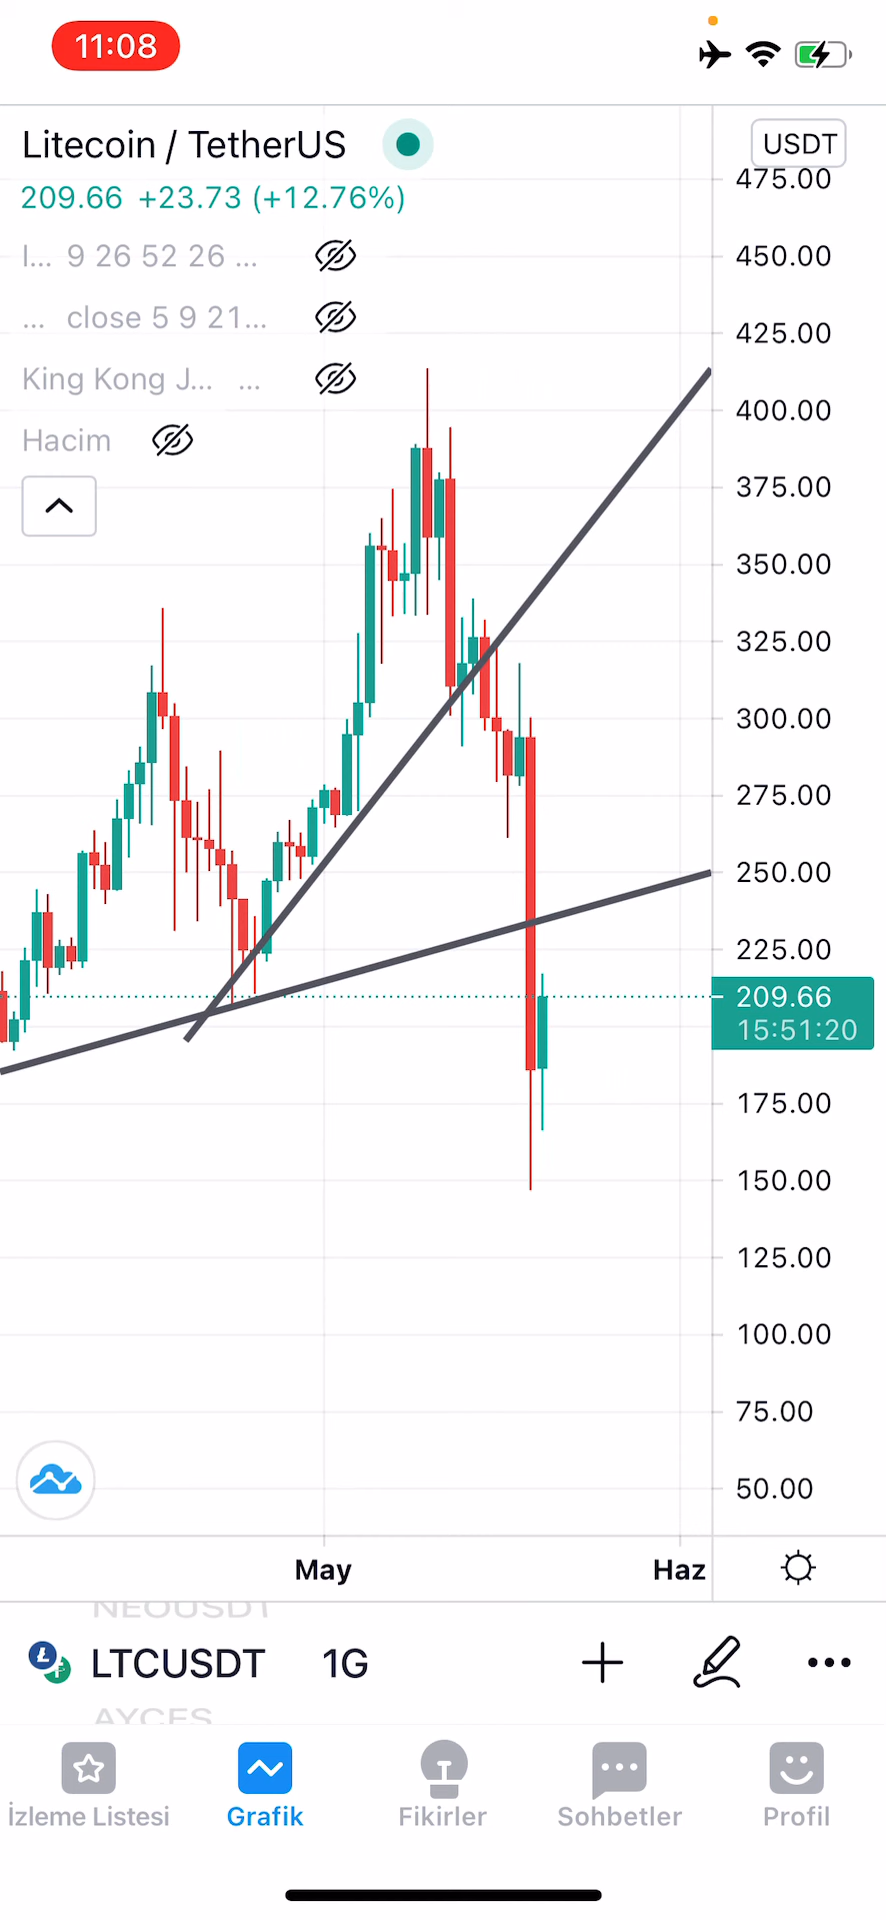 11:08
Litecoin / TetherUS
USDT
209.66 +23.73 (+12.76%)
I... 9 26 52 26 ...
... close 5 9 21...
King Kong J... ...
Hacim
475.00
450.00
425.00
400.00
375.00
350.00
325.00
300.00
275.00
250.00
225.00
209.66
15:51:20
175.00
150.00
125.00
100.00
75.00
50.00
May
Haz
NEOUSDT
LTCUSDT 1G
AYCES
İzleme Listesi
Grafik
Fikirler
Sohbetler
Profil